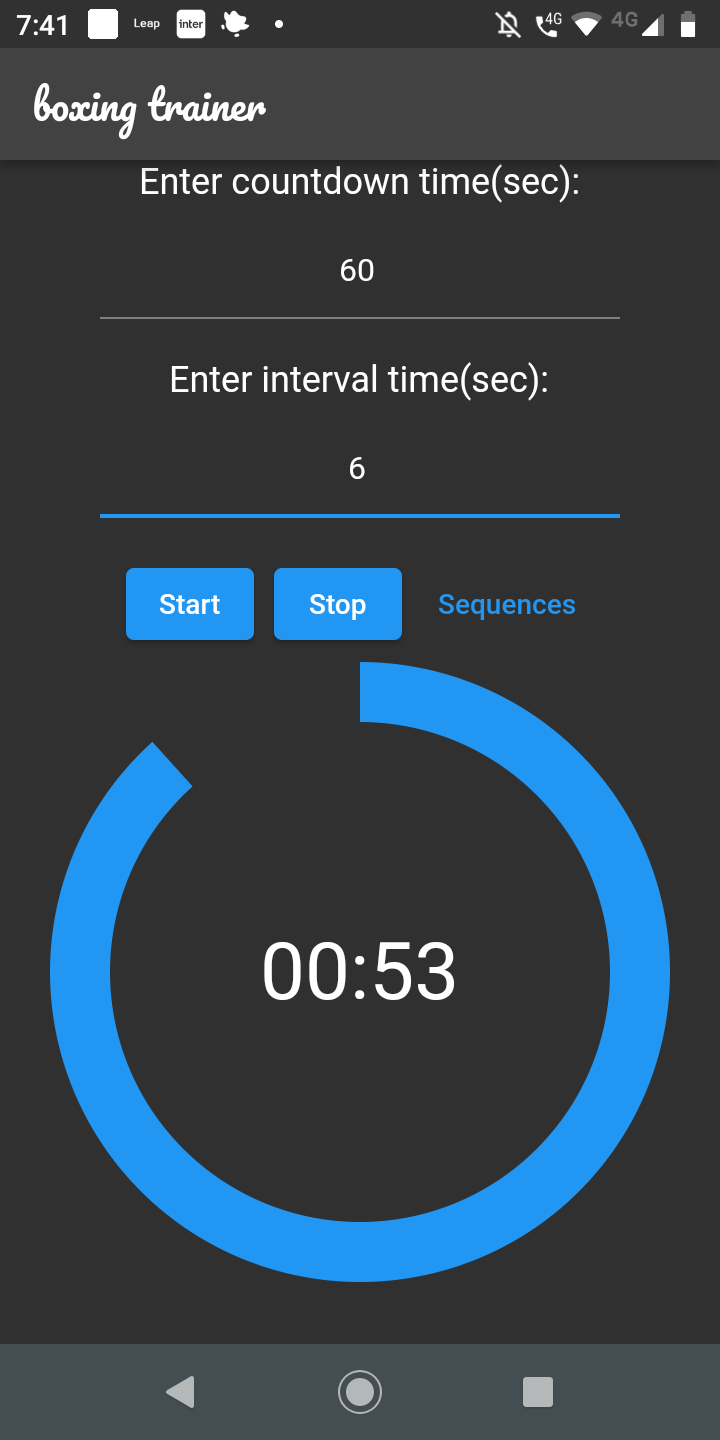 7:41 Leap inter 4G 4G
boxing trainer
Enter countdown time(sec):
60
Enter interval time(sec):
6
Start Stop Sequences
00:53